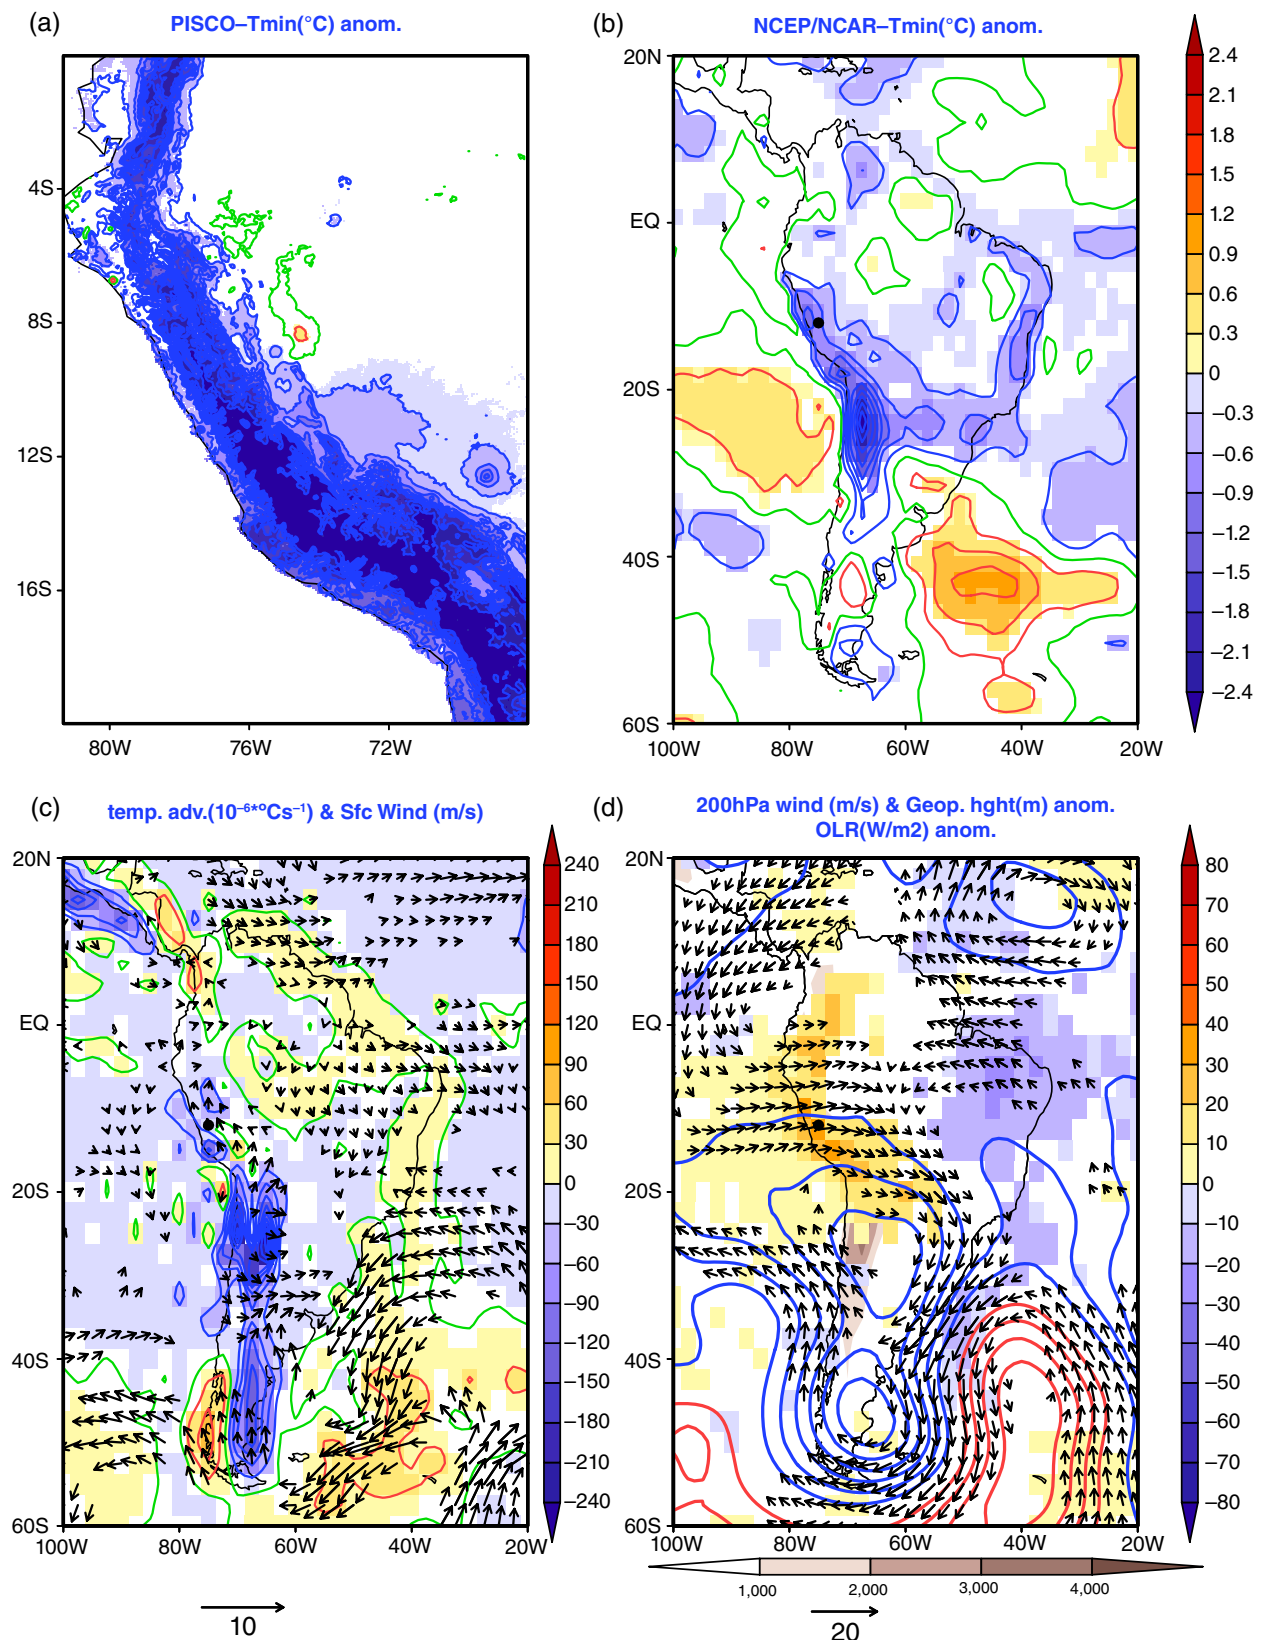 (a) PISCO–Tmin(°C) anom.
(b) NCEP/NCAR–Tmin(°C) anom.
4S
8S
12S
16S
80W 76W 72W
20N
EQ
20S
40S
60S
100W 80W 60W 40W 20W
2.4
2.1
1.8
1.5
1.2
0.9
0.6
0.3
0
–0.3
–0.6
–0.9
–1.2
–1.5
–1.8
–2.1
–2.4
(c) temp. adv.(10⁻⁶*ºCs⁻¹) & Sfc Wind (m/s)
20N
EQ
20S
40S
60S
100W 80W 60W 40W 20W
240
210
180
150
120
90
60
30
0
–30
–60
–90
–120
–150
–180
–210
–240
10
(d) 200hPa wind (m/s) & Geop. hght(m) anom.
OLR(W/m2) anom.
20N
EQ
20S
40S
60S
100W 80W 60W 40W 20W
80
70
60
50
40
30
20
10
0
–10
–20
–30
–40
–50
–60
–70
–80
1,000 2,000 3,000 4,000
20